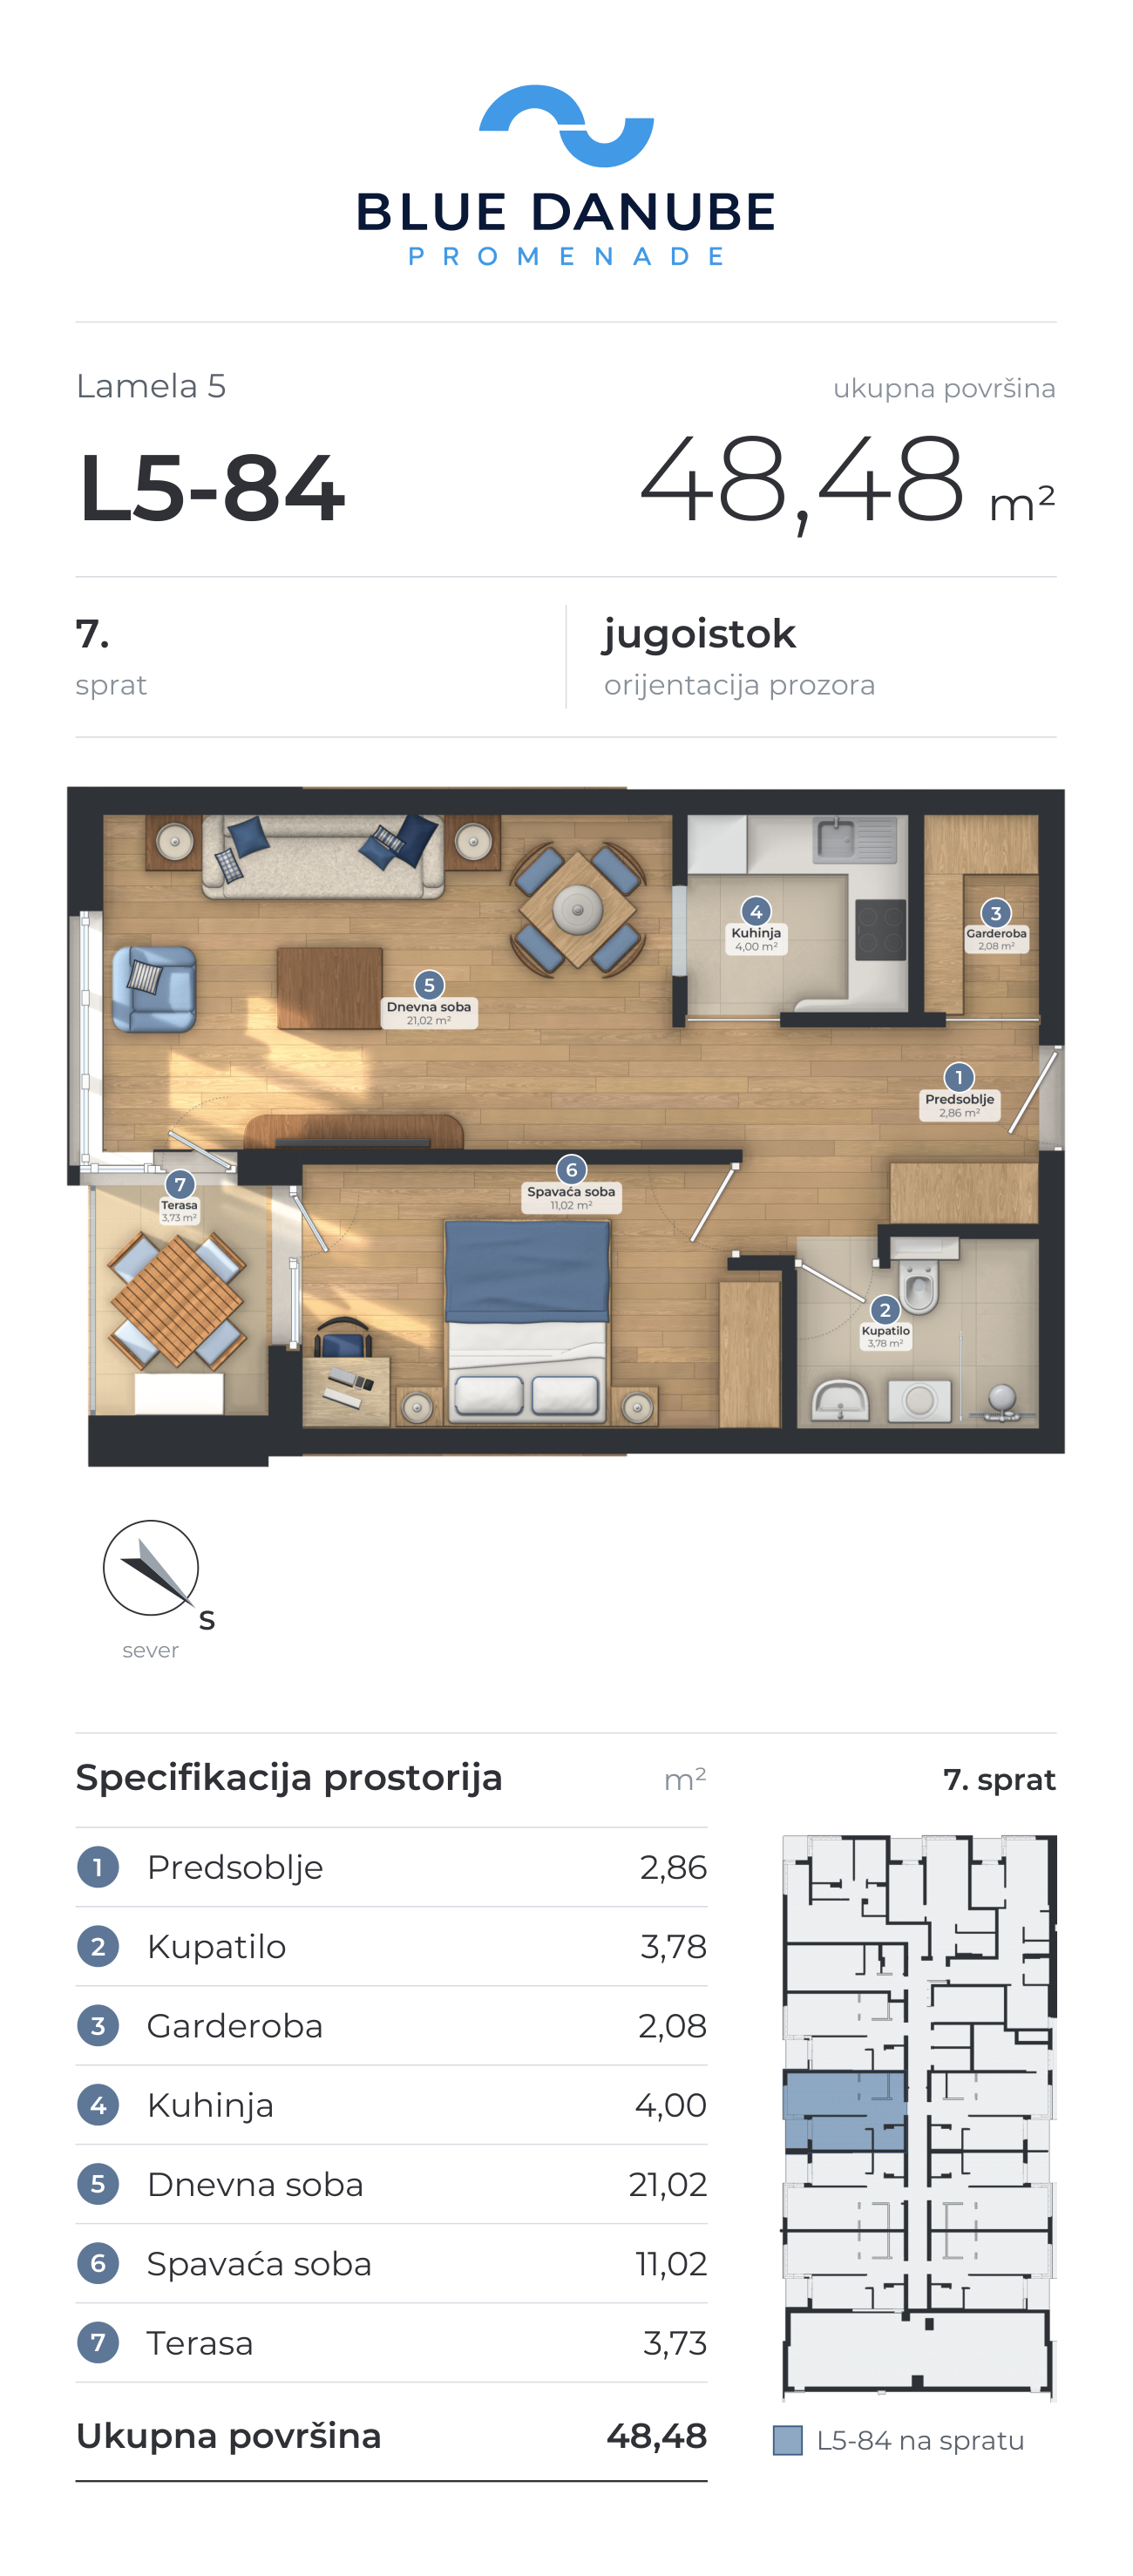 BLUE DANUBE
PROMENADE
Lamela 5
ukupna površina
L5-84
48,48 m²
7.
sprat
jugoistok
orijentacija prozora
4
Kuhinja
4,00 m²
3
Garderoba
2,08 m²
5
Dnevna soba
21,02 m²
1
Predsoblje
2,86 m²
6
Spavaća soba
11,02 m²
7
Terasa
3,73 m²
2
Kupatilo
3,78 m²
S
sever
Specifikacija prostorija m²
7. sprat
1 Predsoblje 2,86
2 Kupatilo 3,78
3 Garderoba 2,08
4 Kuhinja 4,00
5 Dnevna soba 21,02
6 Spavaća soba 11,02
7 Terasa 3,73
Ukupna površina 48,48
L5-84 na spratu